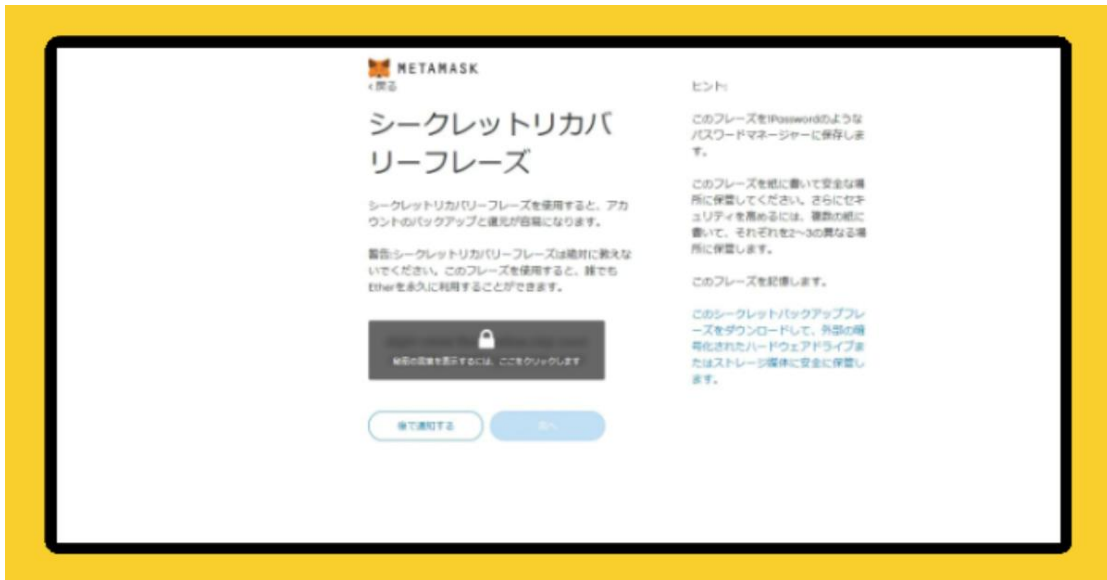 METAMASK
<戻る
シークレットリカバ
リーフレーズ
シークレットリカバリーフレーズを使用すると、アカ
ウントのバックアップと復元が容易になります。
警告:シークレットリカバリーフレーズは絶対に教えな
いでください。このフレーズを使用すると、誰でも
Etherを永久に利用することができます。
秘密の言葉を表示するには、ここをクリックします
後で通知する
次へ
ヒント:
このフレーズを1Passwordのような
パスワードマネージャーに保存しま
す。
このフレーズを紙に書いて安全な場
所に保管してください。さらにセキ
ュリティを高めるには、複数の紙に
書いて、それぞれを2〜3の異なる場
所に保管します。
このフレーズを記憶します。
このシークレットバックアップフレ
ーズをダウンロードして、外部の暗
号化されたハードウェアドライブま
たはストレージ媒体に安全に保管し
ます。